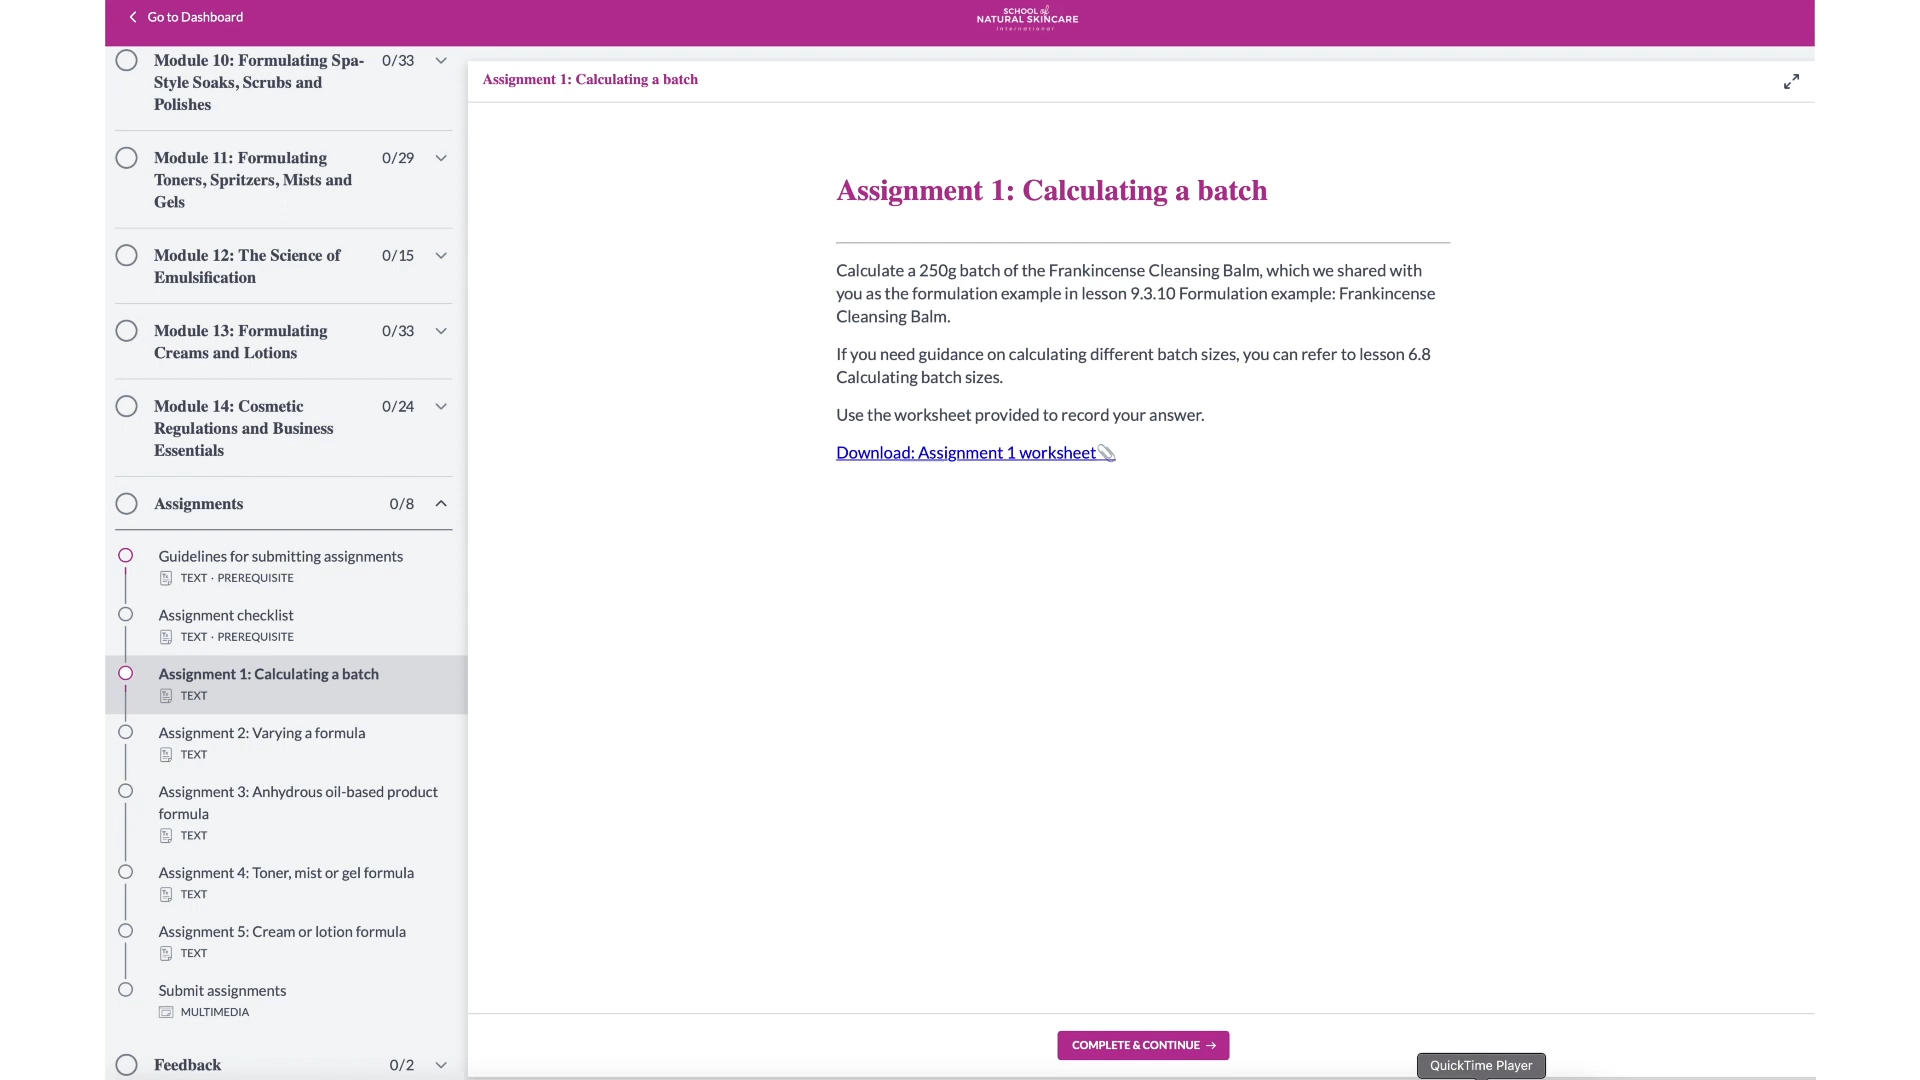 Go to Dashboard
SCHOOL of
NATURAL SKINCARE
International
Module 10: Formulating Spa-
Style Soaks, Scrubs and
Polishes
0/33
Module 11: Formulating
Toners, Spritzers, Mists and
Gels
0/29
Module 12: The Science of
Emulsification
0/15
Module 13: Formulating
Creams and Lotions
0/33
Module 14: Cosmetic
Regulations and Business
Essentials
0/24
Assignments
0/8
Guidelines for submitting assignments
TEXT · PREREQUISITE
Assignment checklist
TEXT · PREREQUISITE
Assignment 1: Calculating a batch
TEXT
Assignment 2: Varying a formula
TEXT
Assignment 3: Anhydrous oil-based product
formula
TEXT
Assignment 4: Toner, mist or gel formula
TEXT
Assignment 5: Cream or lotion formula
TEXT
Submit assignments
MULTIMEDIA
Feedback
0/2
Assignment 1: Calculating a batch
Assignment 1: Calculating a batch
Calculate a 250g batch of the Frankincense Cleansing Balm, which we shared with
you as the formulation example in lesson 9.3.10 Formulation example: Frankincense
Cleansing Balm.
If you need guidance on calculating different batch sizes, you can refer to lesson 6.8
Calculating batch sizes.
Use the worksheet provided to record your answer.
Download: Assignment 1 worksheet
COMPLETE & CONTINUE →
QuickTime Player